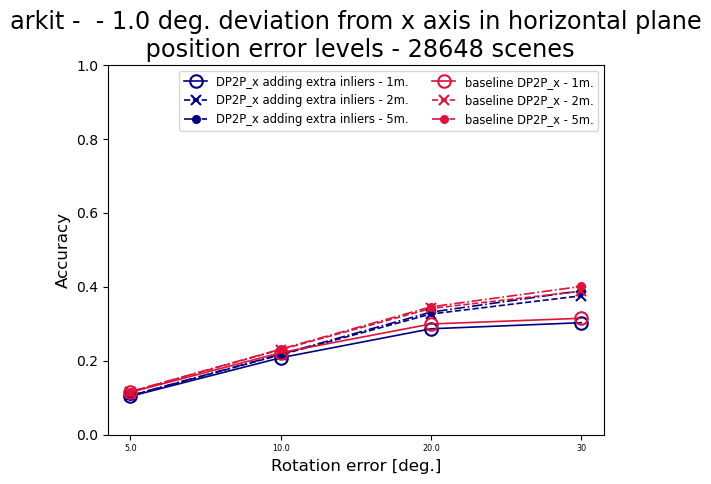 arkit -  - 1.0 deg. deviation from x axis in horizontal plane
position error levels - 28648 scenes
DP2P_x adding extra inliers - 1m.
DP2P_x adding extra inliers - 2m.
DP2P_x adding extra inliers - 5m.
baseline DP2P_x - 1m.
baseline DP2P_x - 2m.
baseline DP2P_x - 5m.
1.0
0.8
0.6
0.4
0.2
0.0
Accuracy
5.0
10.0
20.0
30
Rotation error [deg.]